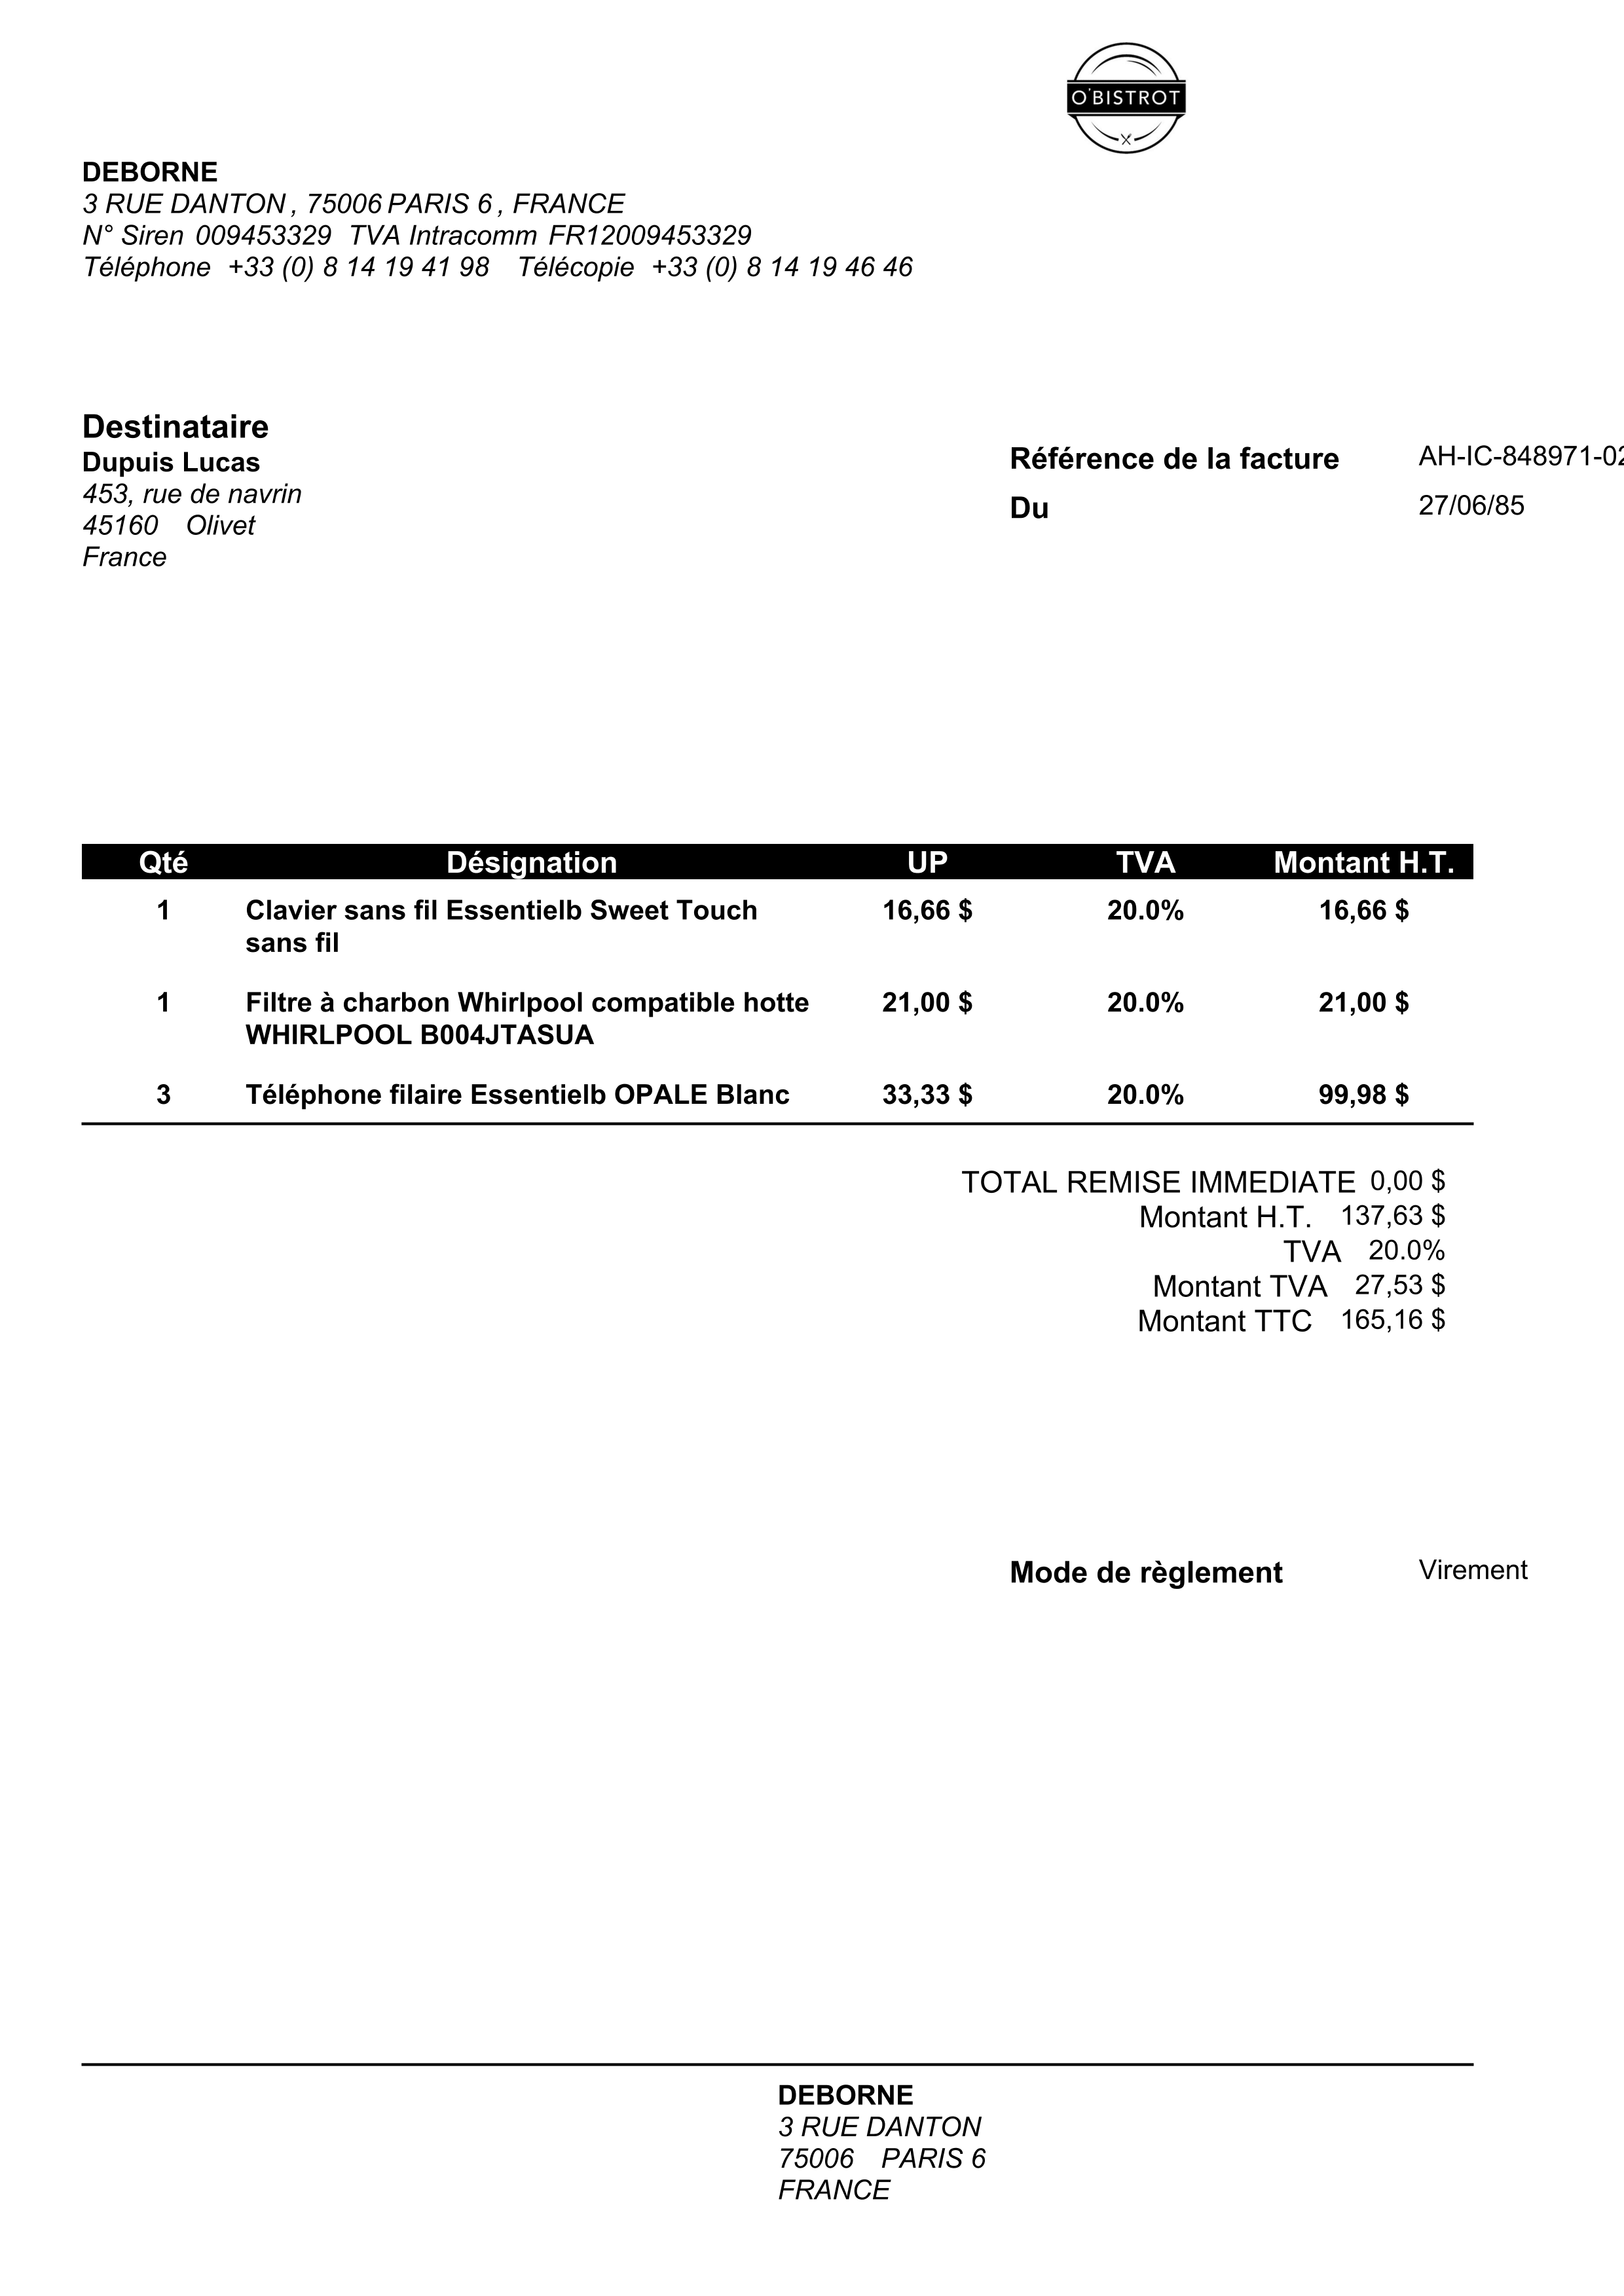 O'BISTROT
DEBORNE
3 RUE DANTON , 75006 PARIS 6 , FRANCE
N° Siren 009453329 TVA Intracomm FR12009453329
Téléphone +33 (0) 8 14 19 41 98 Télécopie +33 (0) 8 14 19 46 46
Destinataire
Dupuis Lucas
453, rue de navrin
45160 Olivet
France
Référence de la facture AH-IC-848971-02
Du 27/06/85
Qté Désignation UP TVA Montant H.T.
1 Clavier sans fil Essentielb Sweet Touch 16,66 $ 20.0% 16,66 $
sans fil
1 Filtre à charbon Whirlpool compatible hotte 21,00 $ 20.0% 21,00 $
WHIRLPOOL B004JTASUA
3 Téléphone filaire Essentielb OPALE Blanc 33,33 $ 20.0% 99,98 $
TOTAL REMISE IMMEDIATE 0,00 $
Montant H.T. 137,63 $
TVA 20.0%
Montant TVA 27,53 $
Montant TTC 165,16 $
Mode de règlement Virement
DEBORNE
3 RUE DANTON
75006 PARIS 6
FRANCE